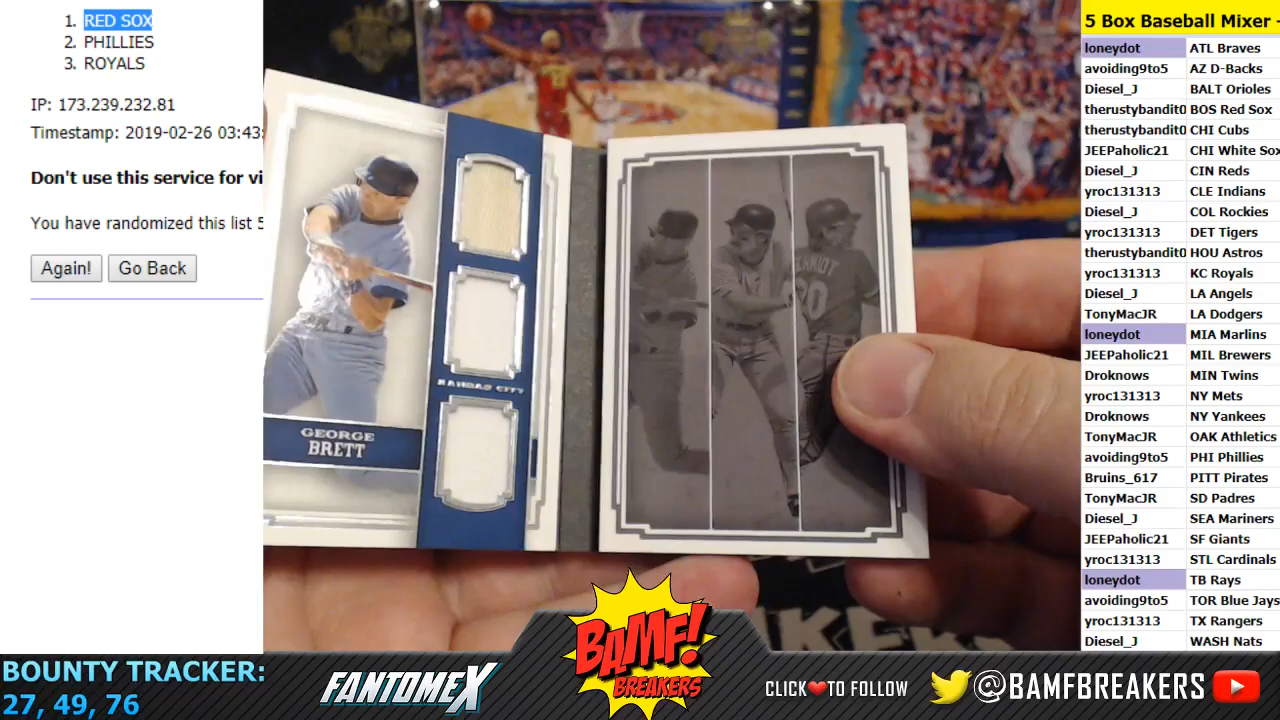 1. RED SOX
2. PHILLIES
3. ROYALS
IP: 173.239.232.81
Timestamp: 2019-02-26 03:43:
Don't use this service for vi
You have randomized this list 5
Again! Go Back
GEORGE
BRETT
KANSAS CITY
20
BOUNTY TRACKER:
27, 49, 76
FANTOMEX
BAMF!
BREAKERS
CLICK❤TO FOLLOW
@BAMFBREAKERS
5 Box Baseball Mixer -
loneydot ATL Braves
avoiding9to5 AZ D-Backs
Diesel_J BALT Orioles
therustybandit0 BOS Red Sox
therustybandit0 CHI Cubs
JEEPaholic21 CHI White Sox
Diesel_J CIN Reds
yroc131313 CLE Indians
Diesel_J COL Rockies
yroc131313 DET Tigers
therustybandit0 HOU Astros
yroc131313 KC Royals
Diesel_J LA Angels
TonyMacJR LA Dodgers
loneydot MIA Marlins
JEEPaholic21 MIL Brewers
Droknows MIN Twins
yroc131313 NY Mets
Droknows NY Yankees
TonyMacJR OAK Athletics
avoiding9to5 PHI Phillies
Bruins_617 PITT Pirates
TonyMacJR SD Padres
Diesel_J SEA Mariners
JEEPaholic21 SF Giants
yroc131313 STL Cardinals
loneydot TB Rays
avoiding9to5 TOR Blue Jays
yroc131313 TX Rangers
Diesel_J WASH Nats